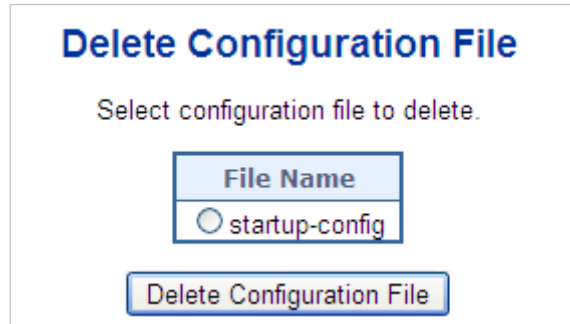 Delete Configuration File
Select configuration file to delete.
File Name
startup-config
Delete Configuration File